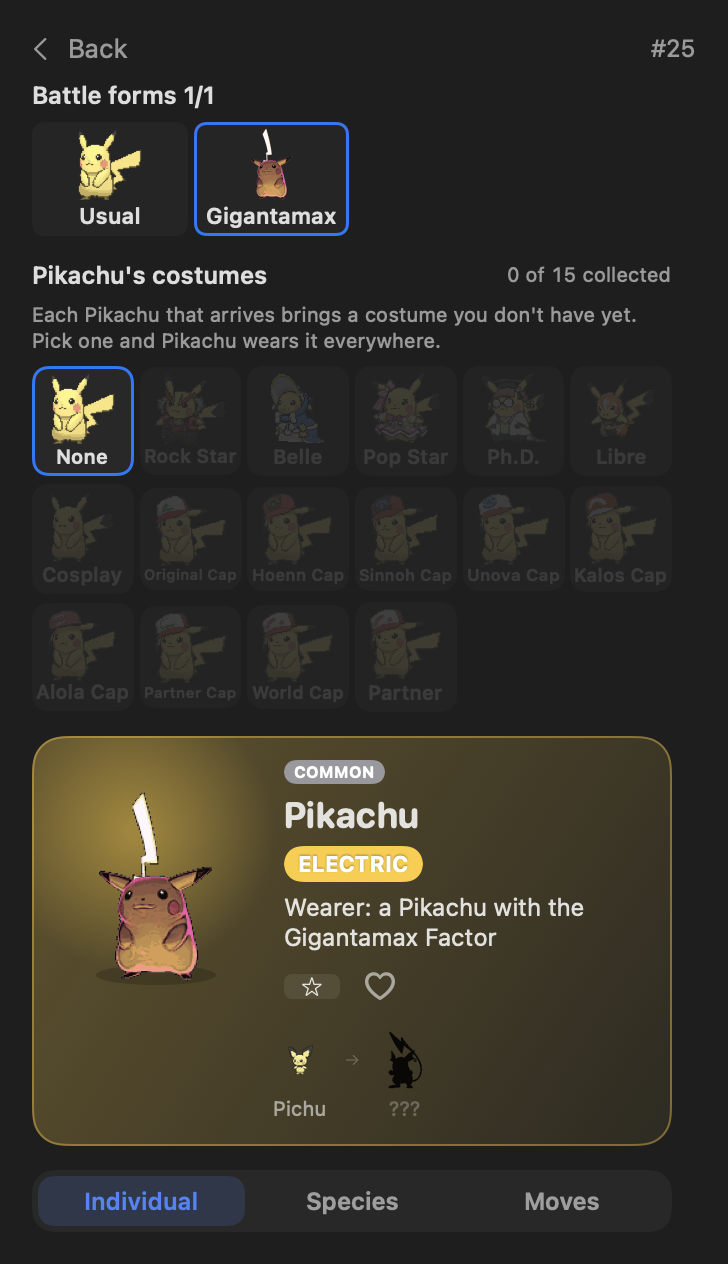 Back
#25
Battle forms 1/1
Usual
Gigantamax
Pikachu's costumes
0 of 15 collected
Each Pikachu that arrives brings a costume you don't have yet.
Pick one and Pikachu wears it everywhere.
None
Rock Star
Belle
Pop Star
Ph.D.
Libre
Cosplay
Original Cap
Hoenn Cap
Sinnoh Cap
Unova Cap
Kalos Cap
Alola Cap
Partner Cap
World Cap
Partner
COMMON
Pikachu
ELECTRIC
Wearer: a Pikachu with the
Gigantamax Factor
Pichu
???
Individual
Species
Moves